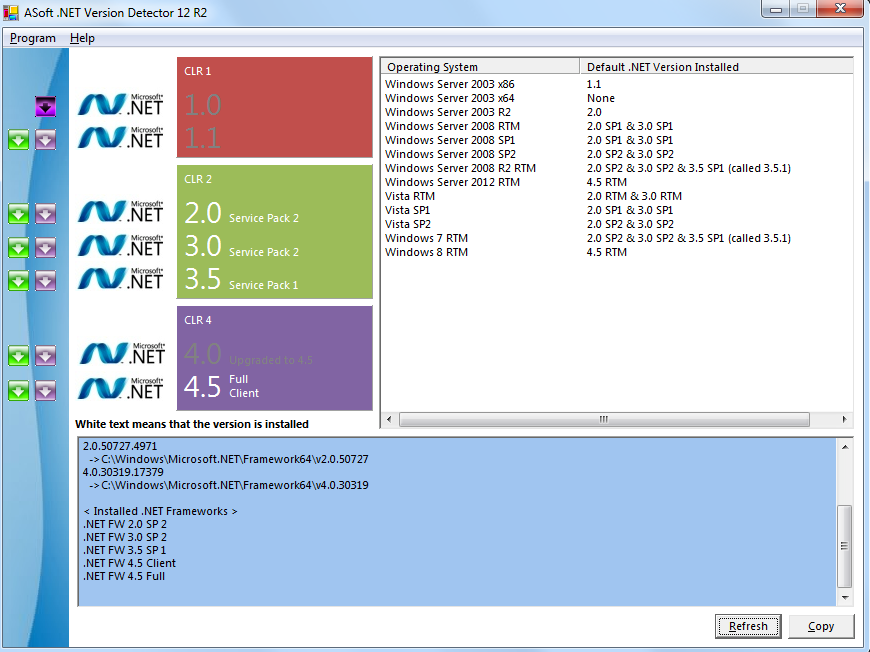 ASoft .NET Version Detector 12 R2
Program Help
Microsoft®
.NET
Microsoft®
.NET
CLR 1
1.0
1.1
Microsoft®
.NET
Microsoft®
.NET
Microsoft®
.NET
CLR 2
2.0 Service Pack 2
3.0 Service Pack 2
3.5 Service Pack 1
Microsoft®
.NET
Microsoft®
.NET
CLR 4
4.0 Upgraded to 4.5
4.5 Full
Client
White text means that the version is installed
Operating System Default .NET Version Installed
Windows Server 2003 x86 1.1
Windows Server 2003 x64 None
Windows Server 2003 R2 2.0
Windows Server 2008 RTM 2.0 SP1 & 3.0 SP1
Windows Server 2008 SP1 2.0 SP1 & 3.0 SP1
Windows Server 2008 SP2 2.0 SP2 & 3.0 SP2
Windows Server 2008 R2 RTM 2.0 SP2 & 3.0 SP2 & 3.5 SP1 (called 3.5.1)
Windows Server 2012 RTM 4.5 RTM
Vista RTM 2.0 RTM & 3.0 RTM
Vista SP1 2.0 SP1 & 3.0 SP1
Vista SP2 2.0 SP2 & 3.0 SP2
Windows 7 RTM 2.0 SP2 & 3.0 SP2 & 3.5 SP1 (called 3.5.1)
Windows 8 RTM 4.5 RTM
2.0.50727.4971
->C:\Windows\Microsoft.NET\Framework64\v2.0.50727
4.0.30319.17379
->C:\Windows\Microsoft.NET\Framework64\v4.0.30319
< Installed .NET Frameworks >
.NET FW 2.0 SP 2
.NET FW 3.0 SP 2
.NET FW 3.5 SP 1
.NET FW 4.5 Client
.NET FW 4.5 Full
Refresh Copy